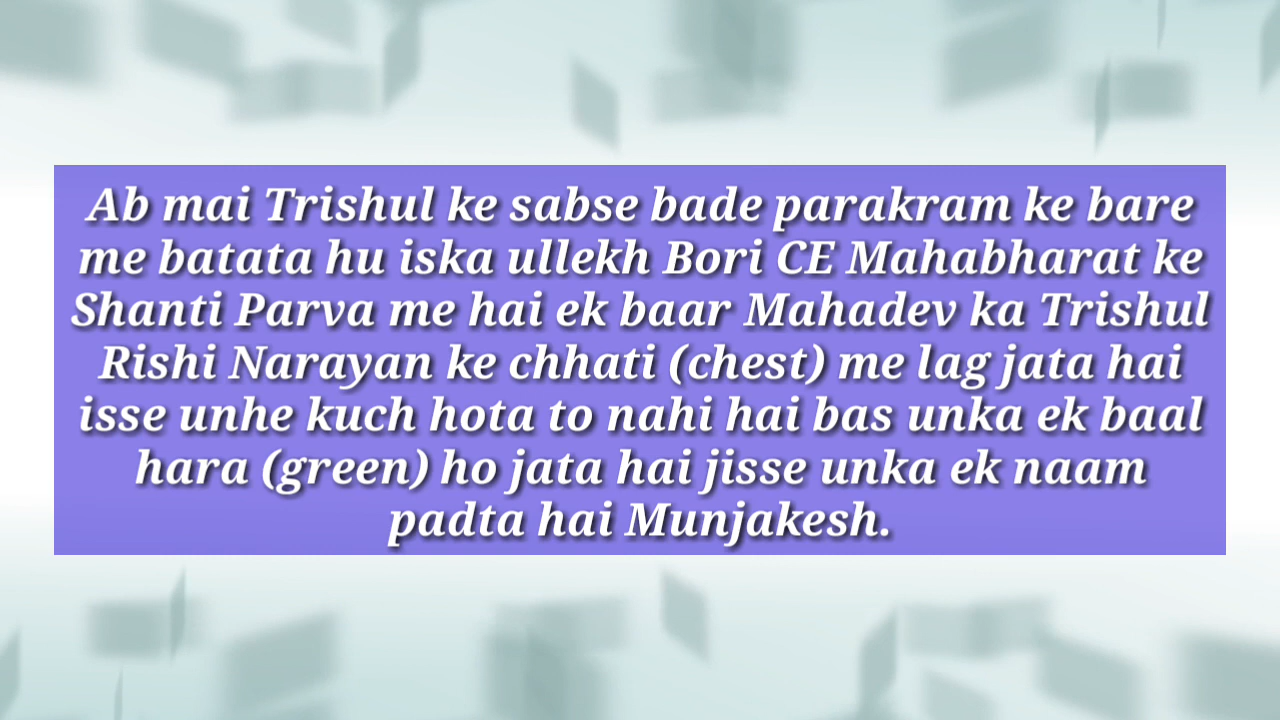 Ab mai Trishul ke sabse bade parakram ke bare
me batata hu iska ullekh Bori CE Mahabharat ke
Shanti Parva me hai ek baar Mahadev ka Trishul
Rishi Narayan ke chhati (chest) me lag jata hai
isse unhe kuch hota to nahi hai bas unka ek baal
hara (green) ho jata hai jisse unka ek naam
padta hai Munjakesh.